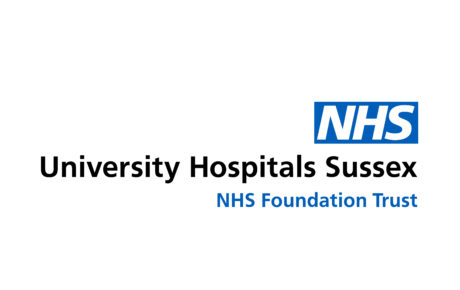 NHS
University Hospitals Sussex
NHS Foundation Trust